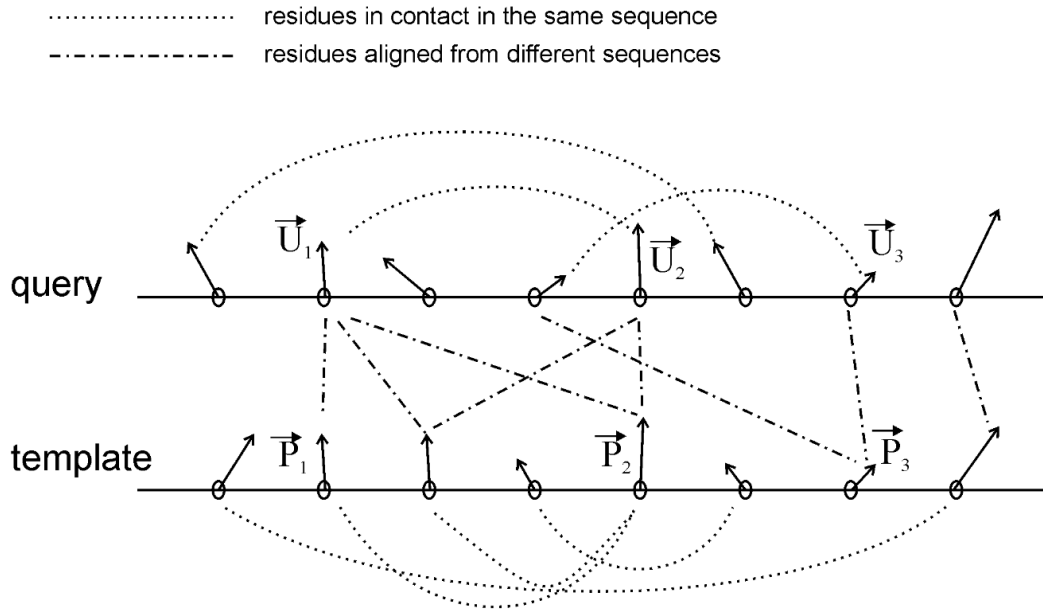 residues in contact in the same sequence
residues aligned from different sequences
U₁
U₂
U₃
query
P₁
P₂
P₃
template